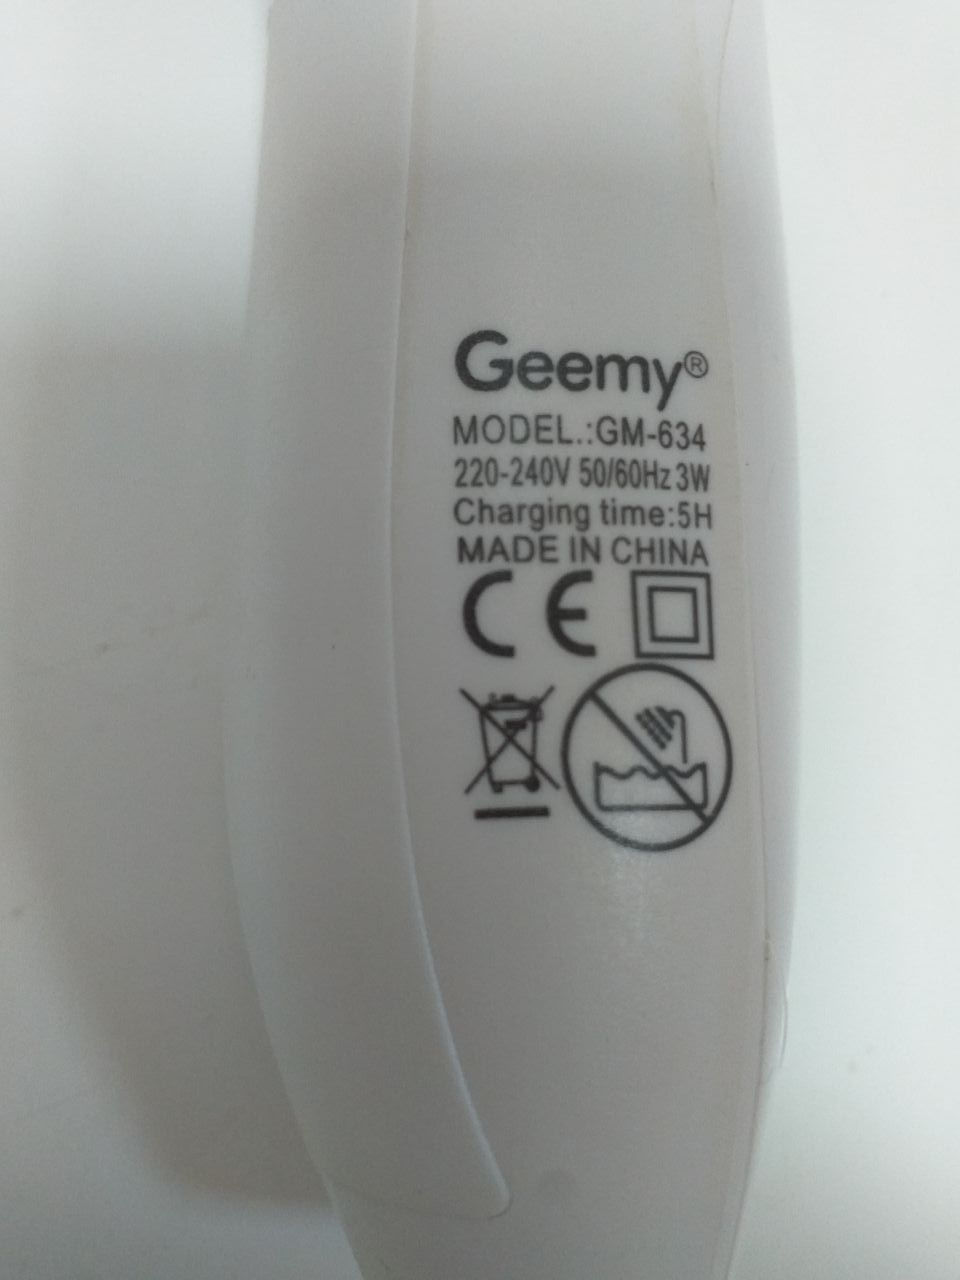 Geemy®
MODEL.:GM-634
220-240V 50/60Hz 3W
Charging time:5H
MADE IN CHINA
CE